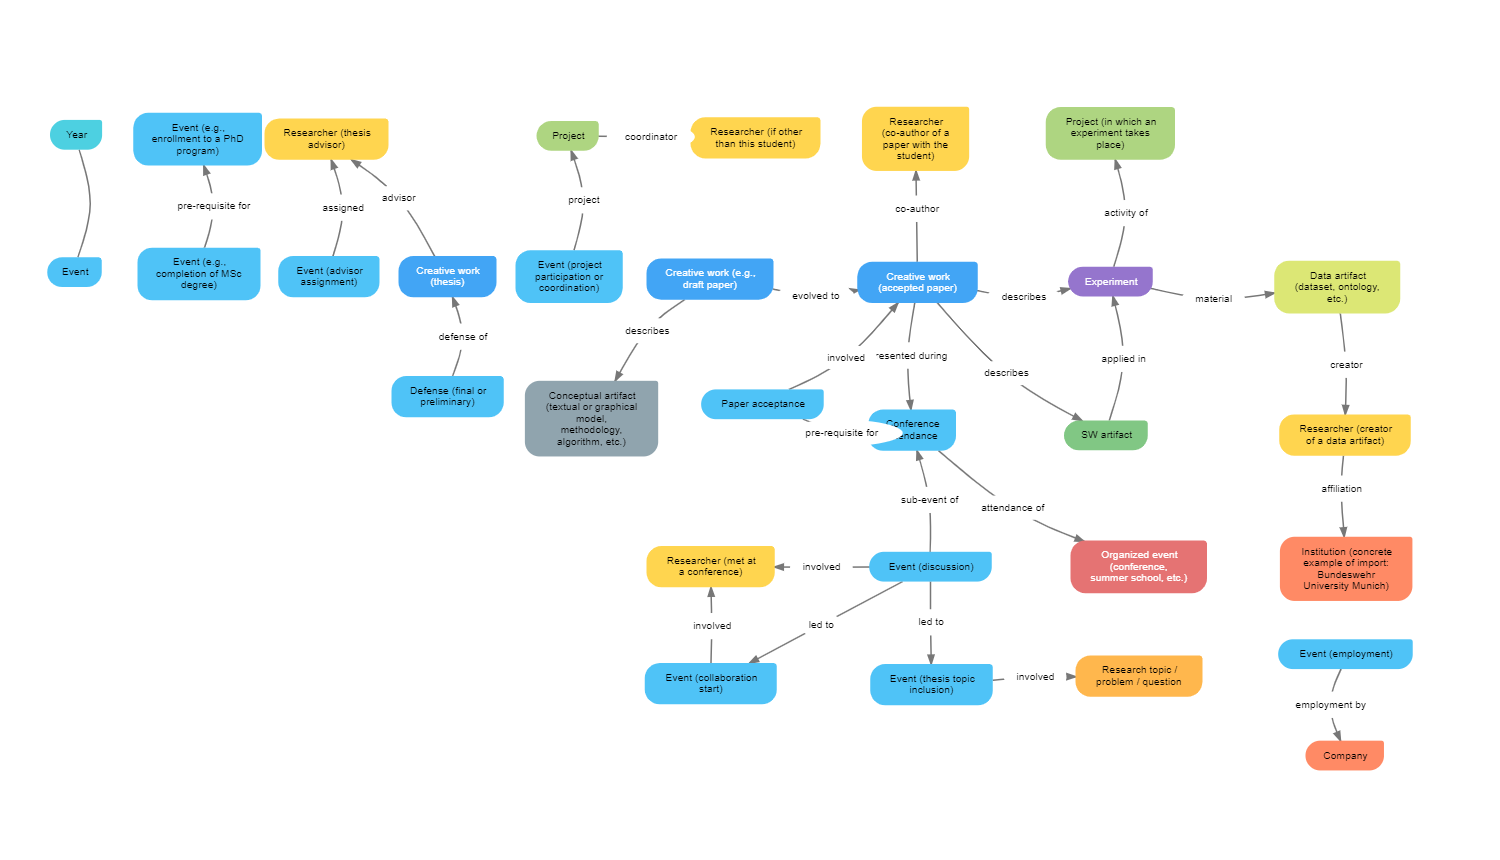 Year
Event
Event (e.g.,
enrollment to a PhD
program)
pre-requisite for
Event (e.g.,
completion of MSc
degree)
Researcher (thesis
advisor)
assigned
advisor
Event (advisor
assignment)
Creative work
(thesis)
defense of
Defense (final or
preliminary)
Project
coordinator
Researcher (if other
than this student)
project
Event (project
participation or
coordination)
Creative work (e.g.,
draft paper)
evolved to
describes
Conceptual artifact
(textual or graphical
model,
methodology,
algorithm, etc.)
Researcher
(co-author of a
paper with the
student)
co-author
Creative work
(accepted paper)
describes
involved
resented during
describes
Paper acceptance
pre-requisite for
Conference
endance
SW artifact
applied in
Experiment
activity of
Project (in which an
experiment takes
place)
material
Data artifact
(dataset, ontology,
etc.)
creator
Researcher (creator
of a data artifact)
affiliation
Institution (concrete
example of import:
Bundeswehr
University Munich)
sub-event of
attendance of
Organized event
(conference,
summer school, etc.)
Researcher (met at
a conference)
involved
Event (discussion)
involved
led to
led to
Event (collaboration
start)
Event (thesis topic
inclusion)
involved
Research topic /
problem / question
Event (employment)
employment by
Company